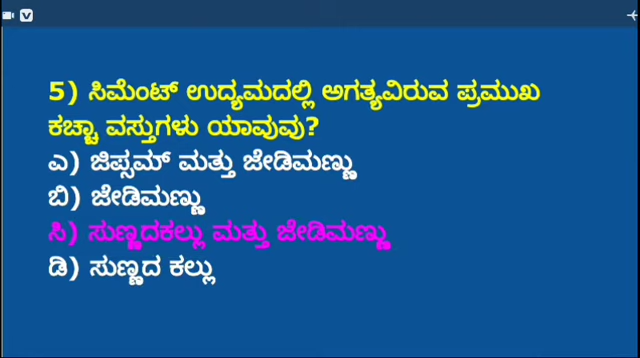 5) ಸಿಮೆಂಟ್ ಉದ್ಯಮದಲ್ಲಿ ಅಗತ್ಯವಿರುವ ಪ್ರಮುಖ
ಕಚ್ಚಾ ವಸ್ತುಗಳು ಯಾವುವು?
ಎ) ಜಿಪ್ಸಮ್ ಮತ್ತು ಜೇಡಿಮಣ್ಣು
ಬಿ) ಜೇಡಿಮಣ್ಣು
ಸಿ) ಸುಣ್ಣದಕಲ್ಲು ಮತ್ತು ಜೇಡಿಮಣ್ಣು
ಡಿ) ಸುಣ್ಣದ ಕಲ್ಲು